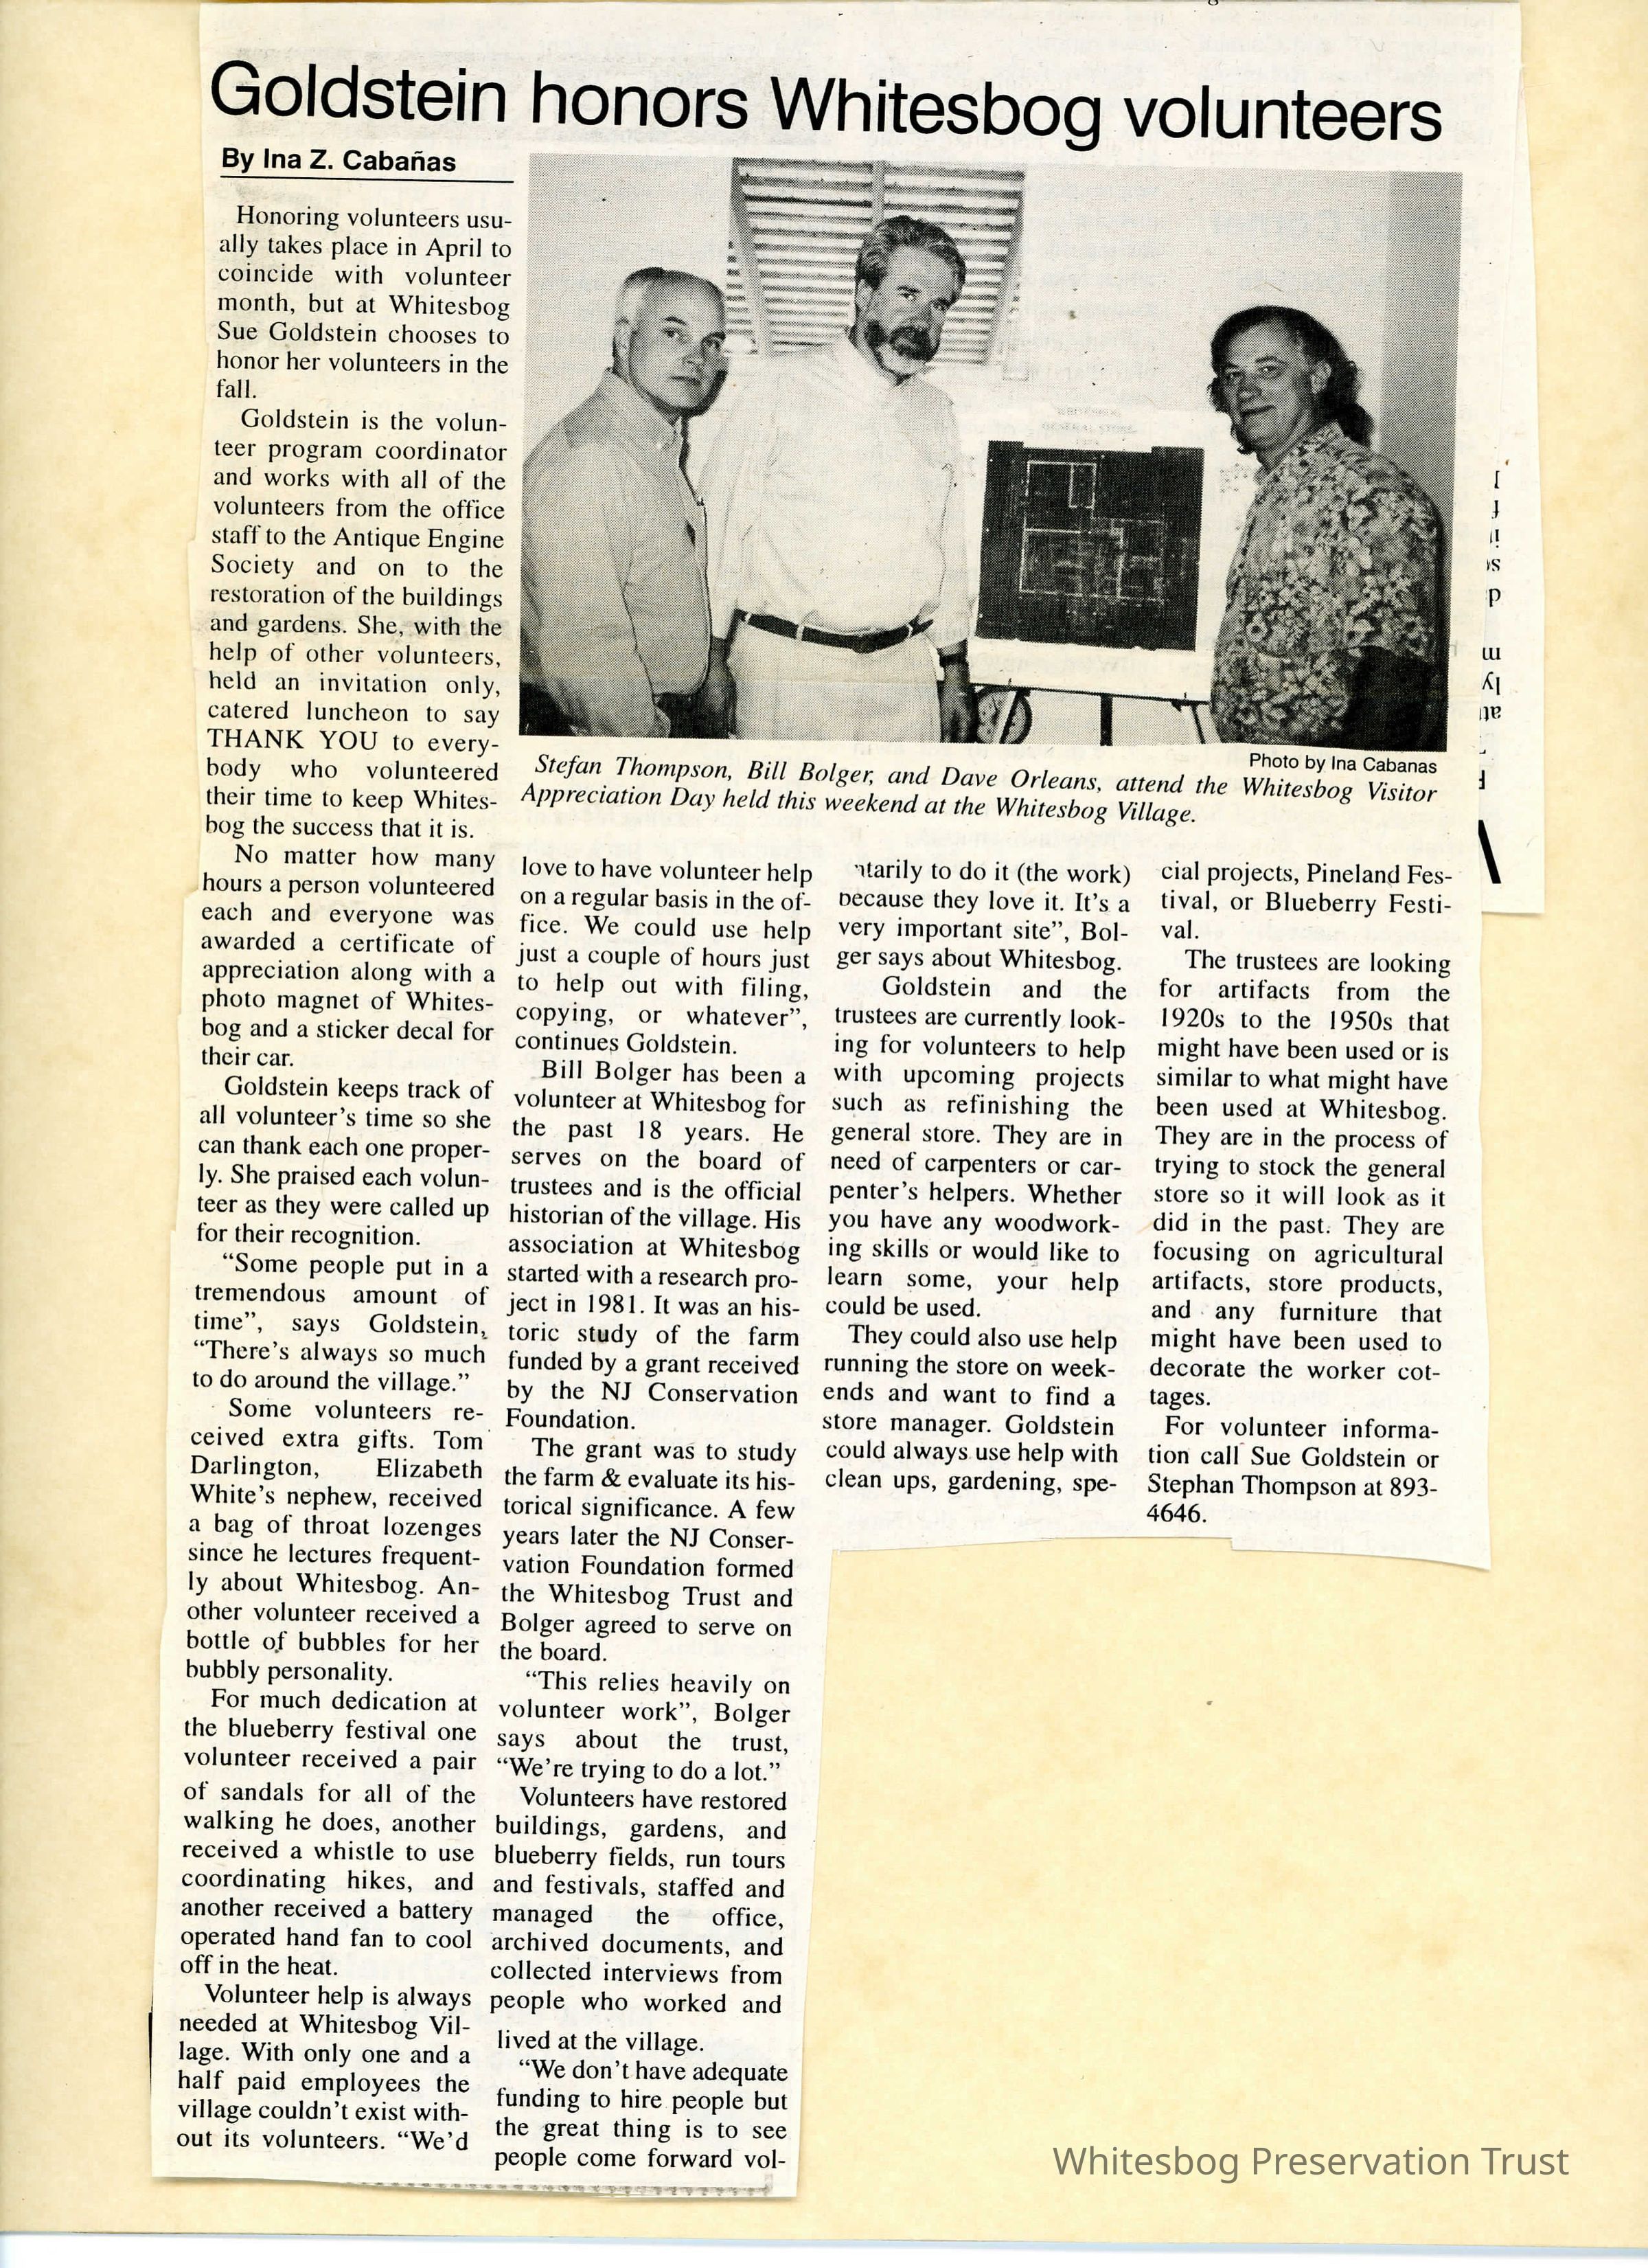 Goldstein honors Whitesbog volunteers
By Ina Z. Cabañas
Honoring volunteers usu-
ally takes place in April to
coincide with volunteer
month, but at Whitesbog
Sue Goldstein chooses to
honor her volunteers in the
fall.
Goldstein is the volun-
teer program coordinator
and works with all of the
volunteers from the office
staff to the Antique Engine
Society and on to the
restoration of the buildings
and gardens. She, with the
help of other volunteers,
held an invitation only,
catered luncheon to say
THANK YOU to every-
body who volunteered
their time to keep Whites-
bog the success that it is.
No matter how many
hours a person volunteered
each and everyone was
awarded a certificate of
appreciation along with a
photo magnet of Whites-
bog and a sticker decal for
their car.
Goldstein keeps track of
all volunteer's time so she
can thank each one proper-
ly. She praised each volun-
teer as they were called up
for their recognition.
“Some people put in a
tremendous amount of
time”, says Goldstein,
“There's always so much
to do around the village.”
Some volunteers re-
ceived extra gifts. Tom
Darlington, Elizabeth
White's nephew, received
a bag of throat lozenges
since he lectures frequent-
ly about Whitesbog. An-
other volunteer received a
bottle of bubbles for her
bubbly personality.
For much dedication at
the blueberry festival one
volunteer received a pair
of sandals for all of the
walking he does, another
received a whistle to use
coordinating hikes, and
another received a battery
operated hand fan to cool
off in the heat.
Volunteer help is always
needed at Whitesbog Vil-
lage. With only one and a
half paid employees the
village couldn't exist with-
out its volunteers. “We'd
WHITESBOG
GENERAL STORE
Photo by Ina Cabanas
Stefan Thompson, Bill Bolger, and Dave Orleans, attend the Whitesbog Visitor
Appreciation Day held this weekend at the Whitesbog Village.
love to have volunteer help
on a regular basis in the of-
fice. We could use help
just a couple of hours just
to help out with filing,
copying, or whatever”,
continues Goldstein.
Bill Bolger has been a
volunteer at Whitesbog for
the past 18 years. He
serves on the board of
trustees and is the official
historian of the village. His
association at Whitesbog
started with a research pro-
ject in 1981. It was an his-
toric study of the farm
funded by a grant received
by the NJ Conservation
Foundation.
The grant was to study
the farm & evaluate its his-
torical significance. A few
years later the NJ Conser-
vation Foundation formed
the Whitesbog Trust and
Bolger agreed to serve on
the board.
“This relies heavily on
volunteer work”, Bolger
says about the trust,
“We're trying to do a lot.”
Volunteers have restored
buildings, gardens, and
blueberry fields, run tours
and festivals, staffed and
managed the office,
archived documents, and
collected interviews from
people who worked and
lived at the village.
“We don't have adequate
funding to hire people but
the great thing is to see
people come forward vol-
ntarily to do it (the work)
because they love it. It's a
very important site”, Bol-
ger says about Whitesbog.
Goldstein and the
trustees are currently look-
ing for volunteers to help
with upcoming projects
such as refinishing the
general store. They are in
need of carpenters or car-
penter's helpers. Whether
you have any woodwork-
ing skills or would like to
learn some, your help
could be used.
They could also use help
running the store on week-
ends and want to find a
store manager. Goldstein
could always use help with
clean ups, gardening, spe-
cial projects, Pineland Fes-
tival, or Blueberry Festi-
val.
The trustees are looking
for artifacts from the
1920s to the 1950s that
might have been used or is
similar to what might have
been used at Whitesbog.
They are in the process of
trying to stock the general
store so it will look as it
did in the past. They are
focusing on agricultural
artifacts, store products,
and any furniture that
might have been used to
decorate the worker cot-
tages.
For volunteer informa-
tion call Sue Goldstein or
Stephan Thompson at 893-
4646.
Whitesbog Preservation Trust